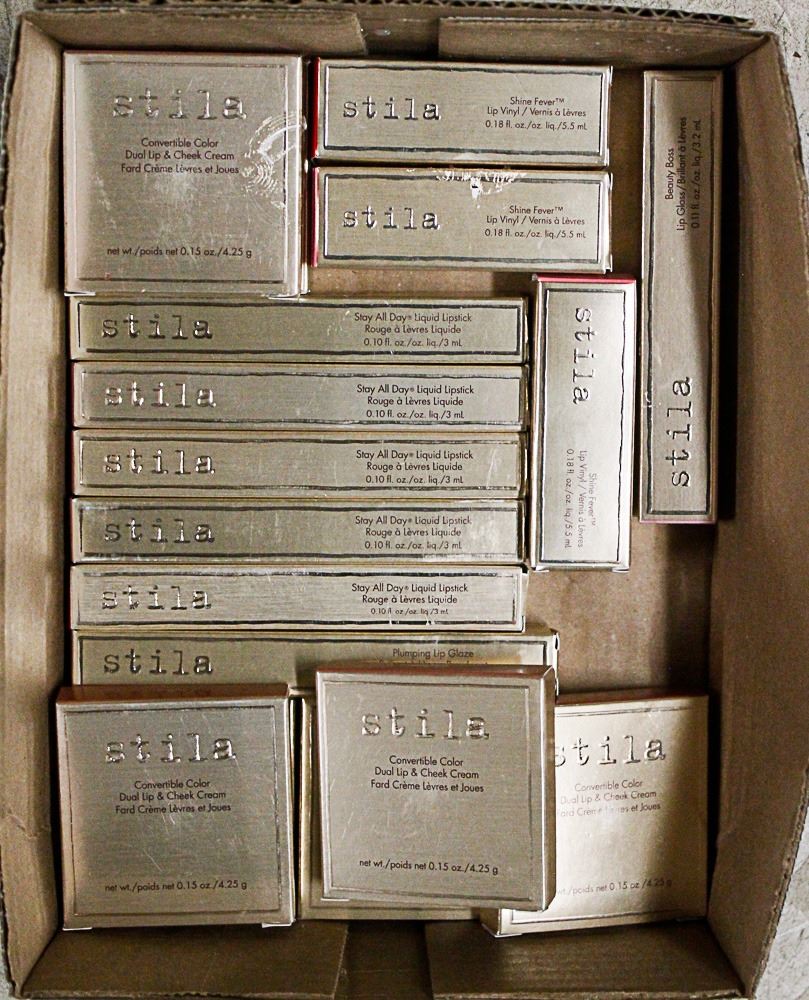 stila
Convertible Color
Dual Lip & Cheek Cream
Fard Crème Lèvres et Joues
net wt./poids net 0.15 oz./4.25 g
stila
Shine Fever™
Lip Vinyl / Vernis à Lèvres
0.18 fl. oz./oz. liq./5.5 mL
stila
Shine Fever™
Lip Vinyl / Vernis à Lèvres
0.18 fl. oz./oz. liq./5.5 mL
stila
Beauty Boss
Lip Gloss/Brillant à Lèvres
0.11 fl. oz./oz. liq./3.2 mL
stila
Shine Fever™
Lip Vinyl / Vernis à Lèvres
0.18 fl. oz./oz. liq./5.5 mL
stila
Stay All Day® Liquid Lipstick
Rouge à Lèvres Liquide
0.10 fl. oz./oz. liq./3 mL
stila
Stay All Day® Liquid Lipstick
Rouge à Lèvres Liquide
0.10 fl. oz./oz. liq./3 mL
stila
Stay All Day® Liquid Lipstick
Rouge à Lèvres Liquide
0.10 fl. oz./oz. liq./3 mL
stila
Stay All Day® Liquid Lipstick
Rouge à Lèvres Liquide
0.10 fl. oz./oz. liq./3 mL
stila
Stay All Day® Liquid Lipstick
Rouge à Lèvres Liquide
0.10 fl. oz./oz. liq./3 mL
stila
Plumping Lip Glaze
stila
Convertible Color
Dual Lip & Cheek Cream
Fard Crème Lèvres et Joues
net wt./poids net 0.15 oz./4.25 g
stila
Convertible Color
Dual Lip & Cheek Cream
Fard Crème Lèvres et Joues
net wt./poids net 0.15 oz./4.25 g
stila
Convertible Color
Dual Lip & Cheek Cream
Crème Lèvres et Joues
wt./poids net 0.15 oz./4.25 g